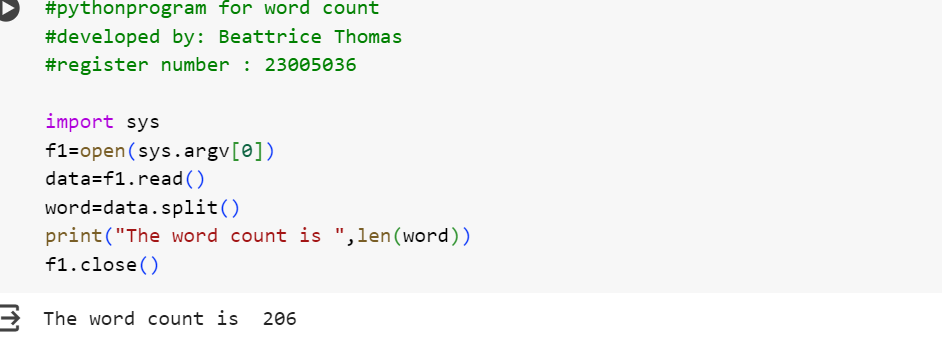 #pythonprogram for word count
#developed by: Beattrice Thomas
#register number : 23005036
import sys
f1=open(sys.argv[0])
data=f1.read()
word=data.split()
print("The word count is ",len(word))
f1.close()
The word count is  206